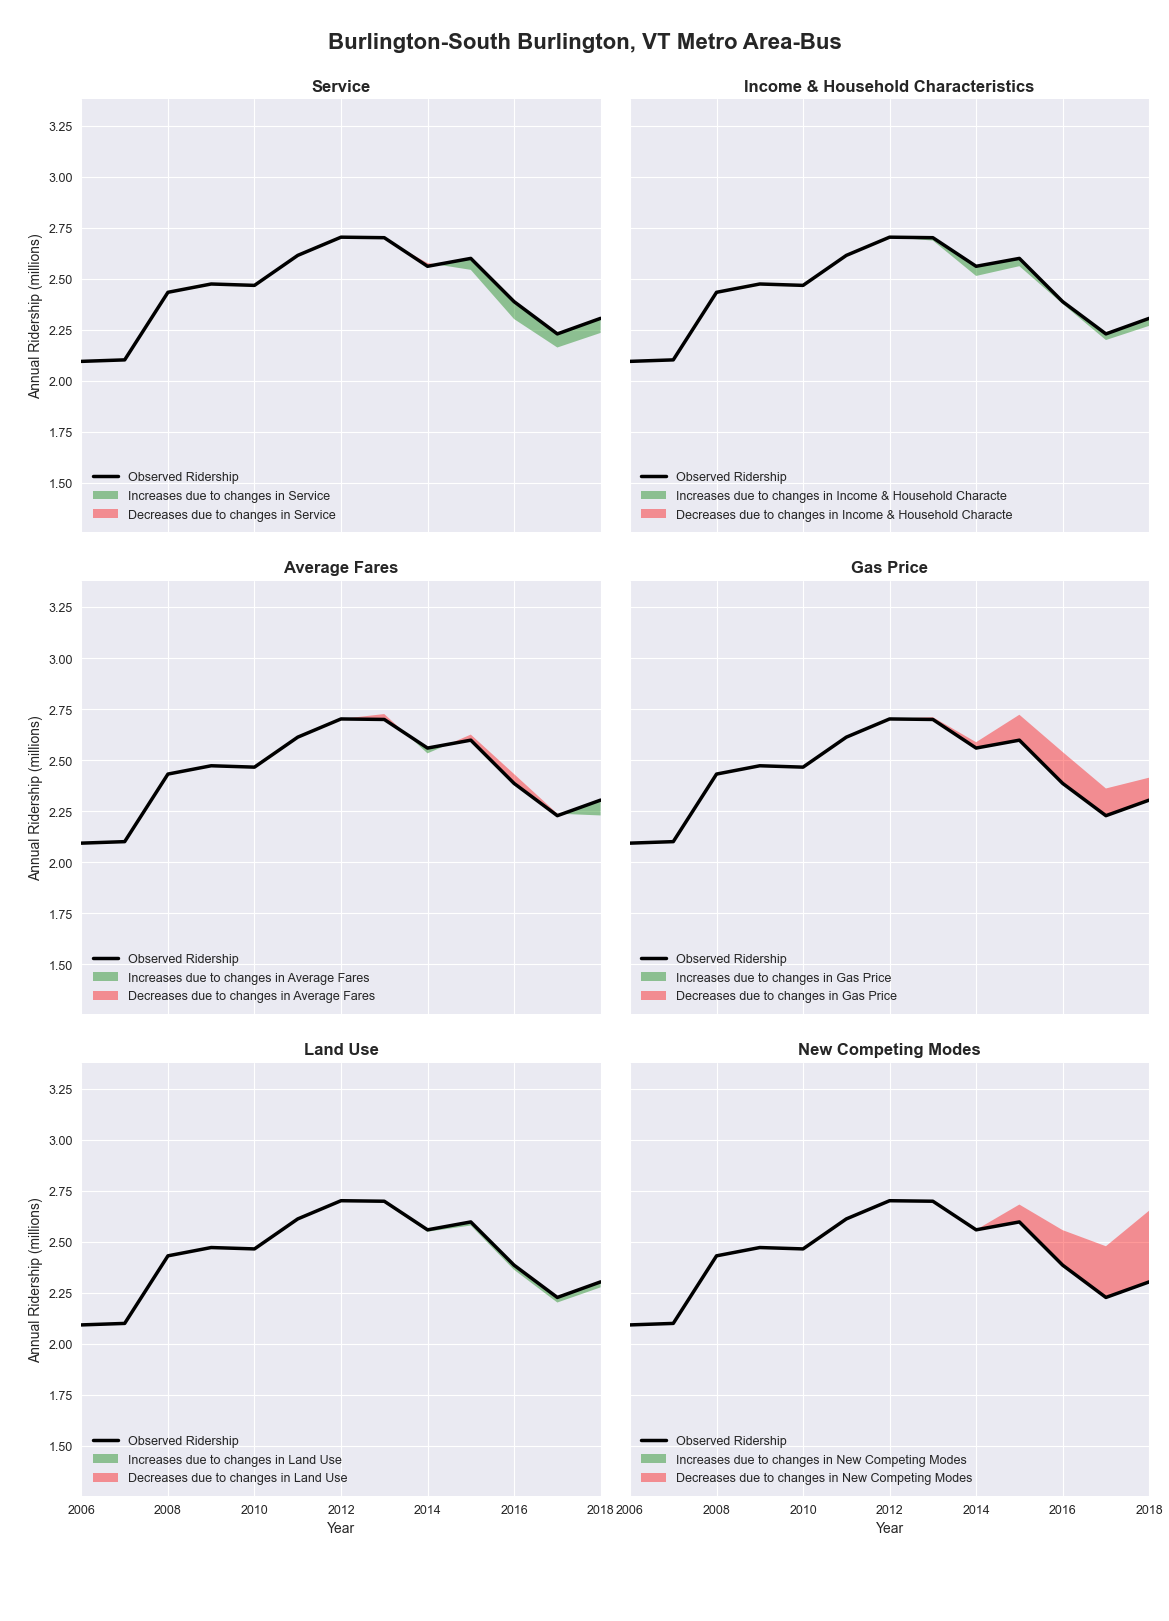 Burlington-South Burlington, VT Metro Area-Bus
Service
Income & Household Characteristics
3.25
3.00
2.75
2.50
2.25
2.00
1.75
1.50
Annual Ridership (millions)
Observed Ridership
Increases due to changes in Service
Decreases due to changes in Service
Observed Ridership
Increases due to changes in Income & Household Characte
Decreases due to changes in Income & Household Characte
Average Fares
Gas Price
3.25
3.00
2.75
2.50
2.25
2.00
1.75
1.50
Annual Ridership (millions)
Observed Ridership
Increases due to changes in Average Fares
Decreases due to changes in Average Fares
Observed Ridership
Increases due to changes in Gas Price
Decreases due to changes in Gas Price
Land Use
New Competing Modes
3.25
3.00
2.75
2.50
2.25
2.00
1.75
1.50
Annual Ridership (millions)
Observed Ridership
Increases due to changes in Land Use
Decreases due to changes in Land Use
Observed Ridership
Increases due to changes in New Competing Modes
Decreases due to changes in New Competing Modes
2006 2008 2010 2012 2014 2016 2018
2006 2008 2010 2012 2014 2016 2018
Year
Year